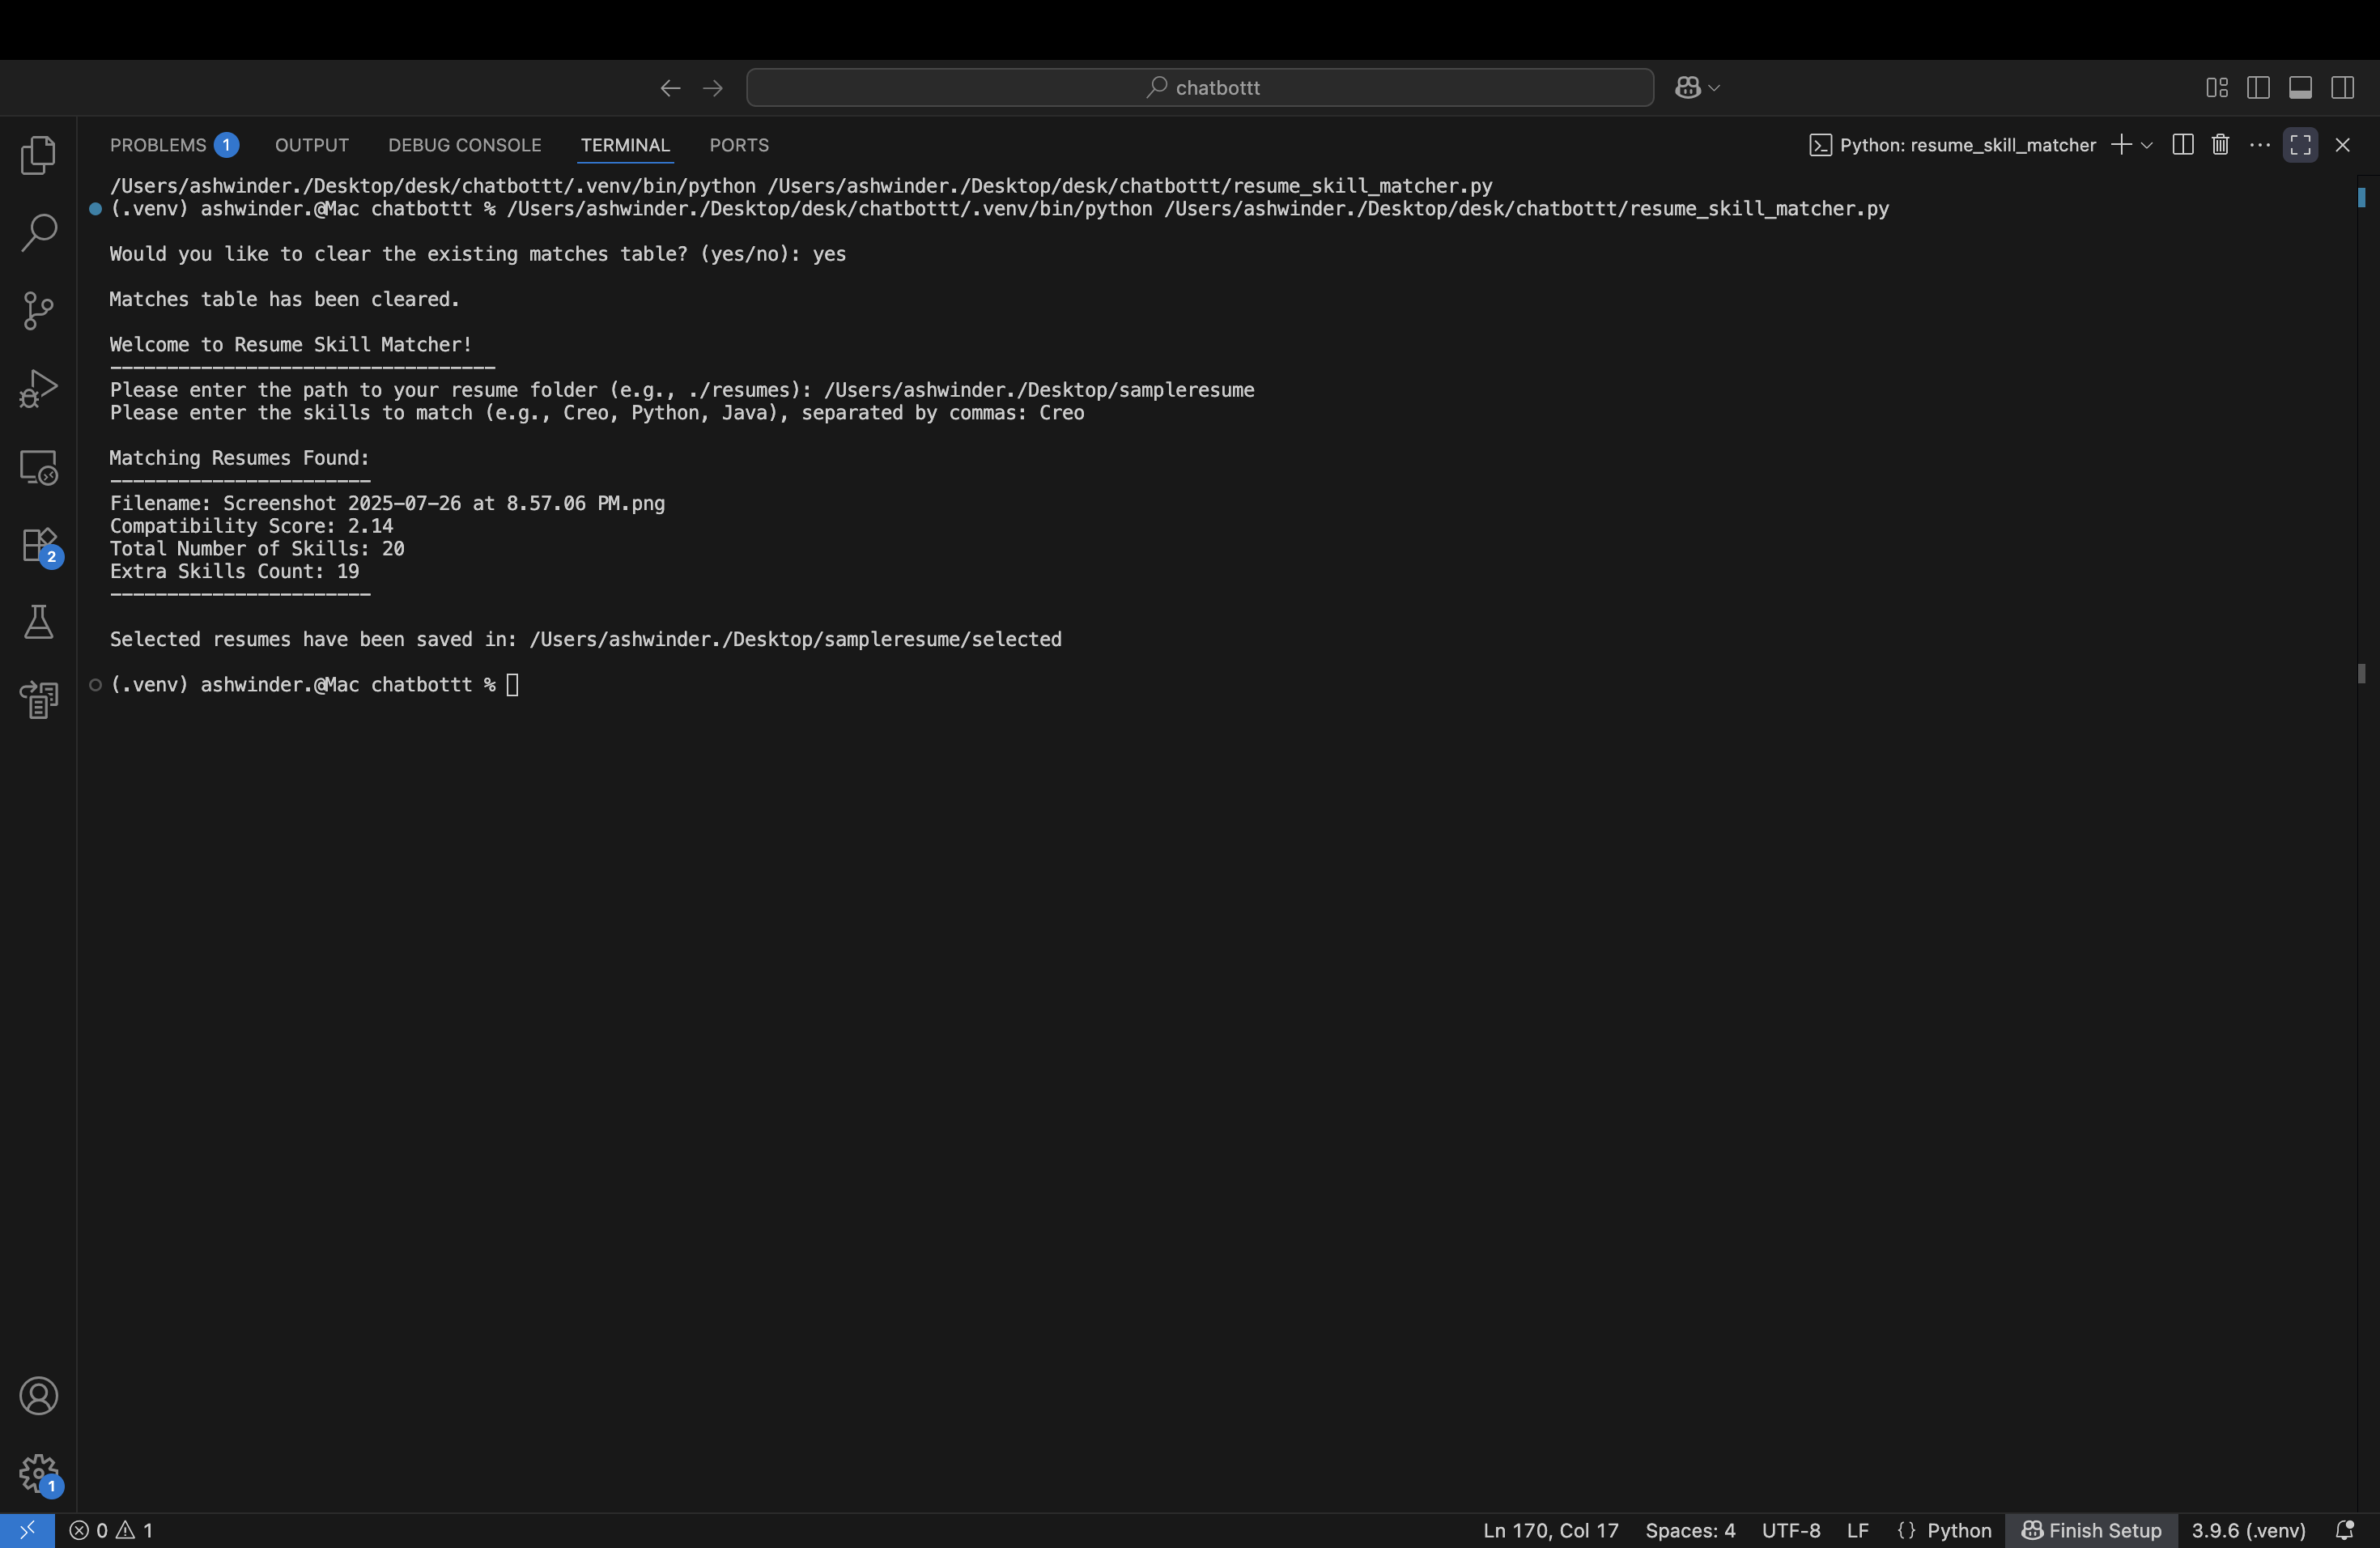 chatbottt
PROBLEMS 1 OUTPUT DEBUG CONSOLE TERMINAL PORTS Python: resume_skill_matcher
/Users/ashwinder./Desktop/desk/chatbottt/.venv/bin/python /Users/ashwinder./Desktop/desk/chatbottt/resume_skill_matcher.py
(.venv) ashwinder.@Mac chatbottt % /Users/ashwinder./Desktop/desk/chatbottt/.venv/bin/python /Users/ashwinder./Desktop/desk/chatbottt/resume_skill_matcher.py
Would you like to clear the existing matches table? (yes/no): yes
Matches table has been cleared.
Welcome to Resume Skill Matcher!
----------------------------------
Please enter the path to your resume folder (e.g., ./resumes): /Users/ashwinder./Desktop/sampleresume
Please enter the skills to match (e.g., Creo, Python, Java), separated by commas: Creo
Matching Resumes Found:
-----------------------
Filename: Screenshot 2025-07-26 at 8.57.06 PM.png
Compatibility Score: 2.14
Total Number of Skills: 20
Extra Skills Count: 19
-----------------------
Selected resumes have been saved in: /Users/ashwinder./Desktop/sampleresume/selected
(.venv) ashwinder.@Mac chatbottt %
2
1
0 1 Ln 170, Col 17 Spaces: 4 UTF-8 LF {} Python Finish Setup 3.9.6 (.venv)